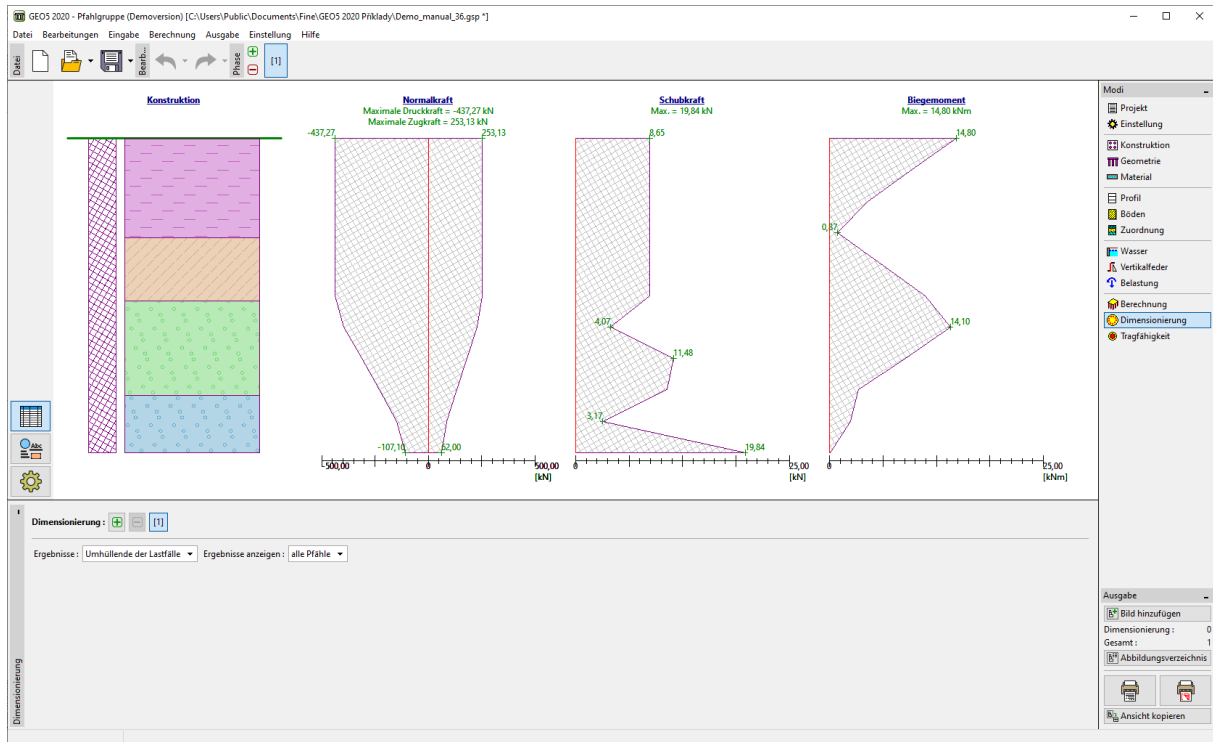 GEO5 2020 - Pfahlgruppe (Demoversion) [C:\Users\Public\Documents\Fine\GEO5 2020 Příklady\Demo_manual_36.gsp *]
Datei Bearbeitungen Eingabe Berechnung Ausgabe Einstellung Hilfe
Datei
Bearb...
Phase
[1]
Konstruktion
Normalkraft
Maximale Druckkraft = -437,27 kN
Maximale Zugkraft = 253,13 kN
-437,27
253,13
-107,10
62,00
-500,00
0
500,00
[kN]
Schubkraft
Max. = 19,84 kN
8,65
4,07
11,48
3,17
19,84
0
25,00
[kN]
Biegemoment
Max. = 14,80 kNm
14,80
0,87
14,10
0
25,00
[kNm]
Modi
Projekt
Einstellung
Konstruktion
Geometrie
Material
Profil
Böden
Zuordnung
Wasser
Vertikalfeder
Belastung
Berechnung
Dimensionierung
Tragfähigkeit
Abc
Dimensionierung
Dimensionierung : [1]
Ergebnisse : Umhüllende der Lastfälle Ergebnisse anzeigen : alle Pfähle
Ausgabe
Bild hinzufügen
Dimensionierung : 0
Gesamt : 1
Abbildungsverzeichnis
Ansicht kopieren